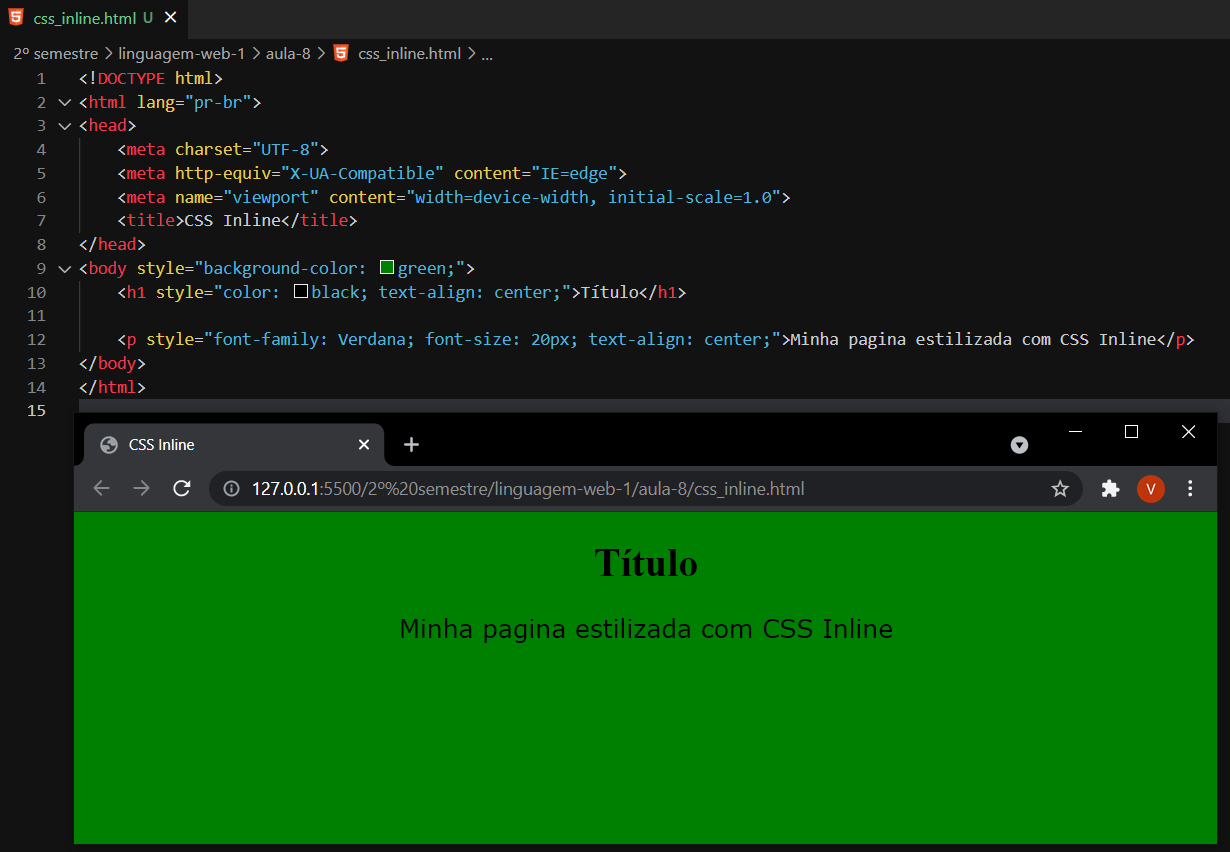 css_inline.html U
2º semestre > linguagem-web-1 > aula-8 > css_inline.html > ...
1 <!DOCTYPE html>
2 <html lang="pr-br">
3 <head>
4 <meta charset="UTF-8">
5 <meta http-equiv="X-UA-Compatible" content="IE=edge">
6 <meta name="viewport" content="width=device-width, initial-scale=1.0">
7 <title>CSS Inline</title>
8 </head>
9 <body style="background-color: green;">
10 <h1 style="color: black; text-align: center;">Título</h1>
11
12 <p style="font-family: Verdana; font-size: 20px; text-align: center;">Minha pagina estilizada com CSS Inline</p>
13 </body>
14 </html>
15
CSS Inline
127.0.0.1:5500/2º%20semestre/linguagem-web-1/aula-8/css_inline.html
V
Título
Minha pagina estilizada com CSS Inline